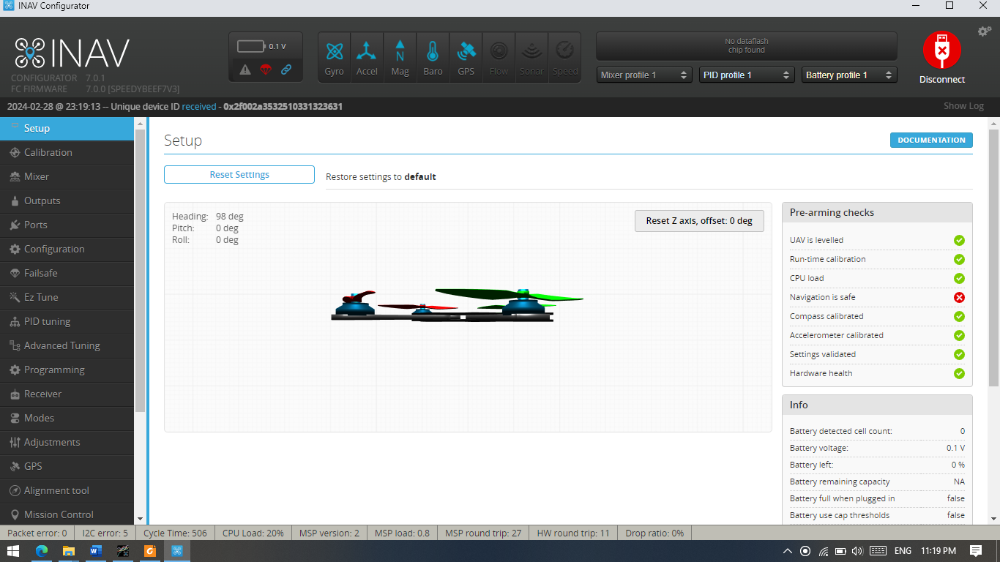 INAV Configurator
INAV
CONFIGURATOR 7.0.1
FC FIRMWARE 7.0.0 [SPEEDYBEEF7V3]
0.1 V
Gyro Accel Mag Baro GPS Flow Sonar Speed
No dataflash
chip found
Mixer profile 1 PID profile 1 Battery profile 1
Disconnect
2024-02-28 @ 23:19:13 -- Unique device ID received - 0x2f002a3532510331323631
Show Log
Setup
Calibration
Mixer
Outputs
Ports
Configuration
Failsafe
Ez Tune
PID tuning
Advanced Tuning
Programming
Receiver
Modes
Adjustments
GPS
Alignment tool
Mission Control
Setup
DOCUMENTATION
Reset Settings
Restore settings to default
Heading: 98 deg
Pitch: 0 deg
Roll: 0 deg
Reset Z axis, offset: 0 deg
Pre-arming checks
UAV is levelled
Run-time calibration
CPU load
Navigation is safe
Compass calibrated
Accelerometer calibrated
Settings validated
Hardware health
Info
Battery detected cell count: 0
Battery voltage: 0.1 V
Battery left: 0 %
Battery remaining capacity NA
Battery full when plugged in false
Battery use cap thresholds false
Packet error: 0 I2C error: 5 Cycle Time: 506 CPU Load: 20% MSP version: 2 MSP load: 0.8 MSP round trip: 27 HW round trip: 11 Drop ratio: 0%
ENG 11:19 PM